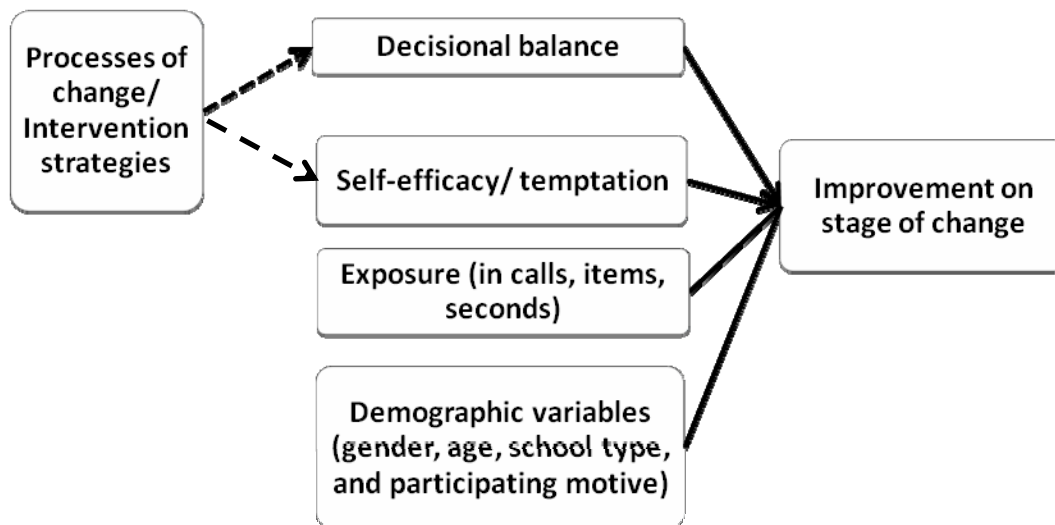 Processes of
change/
Intervention
strategies
Decisional balance
Self-efficacy/ temptation
Exposure (in calls, items,
seconds)
Demographic variables
(gender, age, school type,
and participating motive)
Improvement on
stage of change